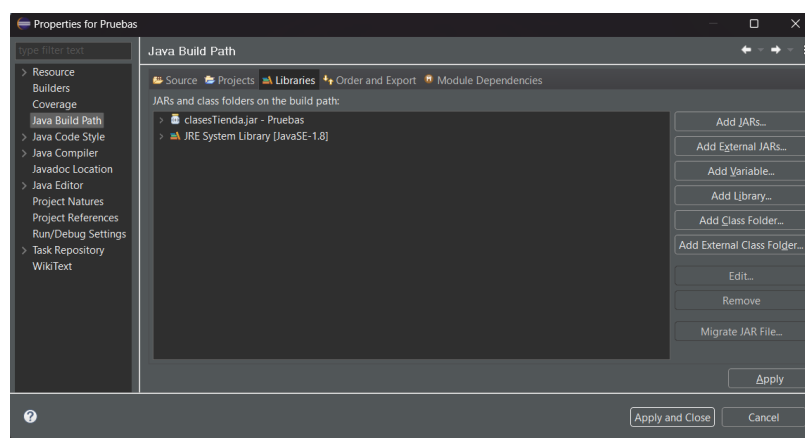 Properties for Pruebas
type filter text
Resource
Builders
Coverage
Java Build Path
Java Code Style
Java Compiler
Javadoc Location
Java Editor
Project Natures
Project References
Run/Debug Settings
Task Repository
WikiText
Java Build Path
Source Projects Libraries Order and Export Module Dependencies
JARs and class folders on the build path:
clasesTienda.jar - Pruebas
JRE System Library [JavaSE-1.8]
Add JARs...
Add External JARs...
Add Variable...
Add Library...
Add Class Folder...
Add External Class Folder...
Edit...
Remove
Migrate JAR File...
Apply
Apply and Close
Cancel